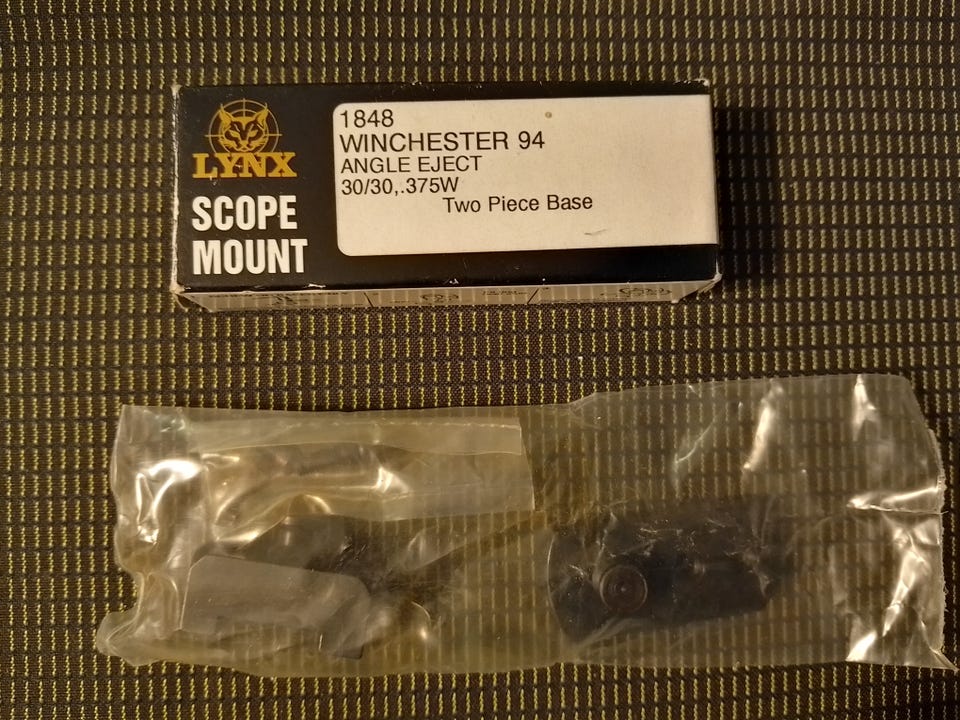 LYNX
SCOPE
MOUNT
1848
WINCHESTER 94
ANGLE EJECT
30/30,.375W
Two Piece Base